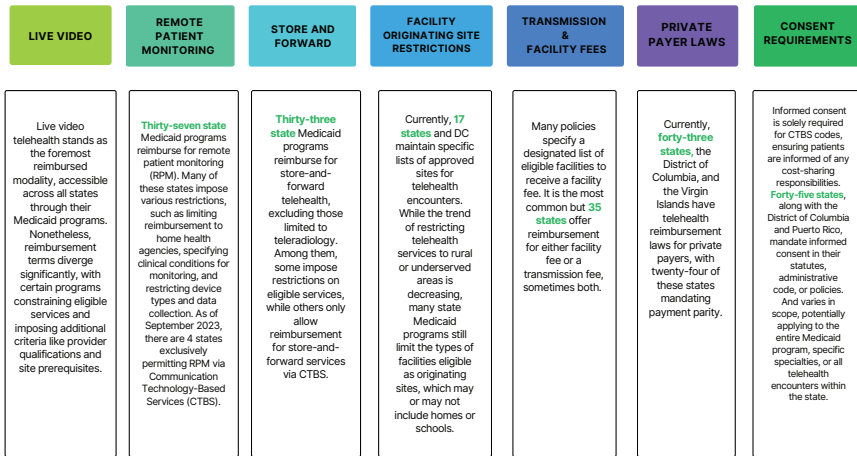 LIVE VIDEO
REMOTE
PATIENT
MONITORING
STORE AND
FORWARD
FACILITY
ORIGINATING SITE
RESTRICTIONS
TRANSMISSION
&
FACILITY FEES
PRIVATE
PAYER LAWS
CONSENT
REQUIREMENTS
Live video
telehealth stands as
the foremost
reimbursed
modality, accessible
across all states
through their
Medicaid programs.
Nonetheless,
reimbursement
terms diverge
significantly, with
certain programs
constraining eligible
services and
imposing additional
criteria like provider
qualifications and
site prerequisites.
Thirty-seven state
Medicaid programs
reimburse for remote
patient monitoring
(RPM). Many of
these states impose
various restrictions,
such as limiting
reimbursement to
home health
agencies, specifying
clinical conditions for
monitoring, and
restricting device
types and data
collection. As of
September 2023,
there are 4 states
exclusively
permitting RPM via
Communication
Technology-Based
Services (CTBS).
Thirty-three
state Medicaid
programs
reimburse for
store-and-
forward
telehealth,
excluding those
limited to
teleradiology.
Among them,
some impose
restrictions on
eligible services,
while others only
allow
reimbursement
for store-and-
forward services
via CTBS.
Currently, 17
states and DC
maintain specific
lists of approved
sites for
telehealth
encounters.
While the trend
of restricting
telehealth
services to rural
or underserved
areas is
decreasing,
many state
Medicaid
programs still
limit the types of
facilities eligible
as originating
sites, which may
or may not
include homes or
schools.
Many policies
specify a
designated list of
eligible facilities to
receive a facility
fee. It is the most
common but 35
states offer
reimbursement
for either facility
fee or a
transmission fee,
sometimes both.
Currently,
forty-three
states, the
District of
Columbia, and
the Virgin
Islands have
telehealth
reimbursement
laws for private
payers, with
twenty-four of
these states
mandating
payment parity.
Informed consent
is solely required
for CTBS codes,
ensuring patients
are informed of any
cost-sharing
responsibilities.
Forty-five states,
along with the
District of Columbia
and Puerto Rico,
mandate informed
consent in their
statutes,
administrative
code, or policies.
And varies in
scope, potentially
applying to the
entire Medicaid
program, specific
specialties, or all
telehealth
encounters within
the state.